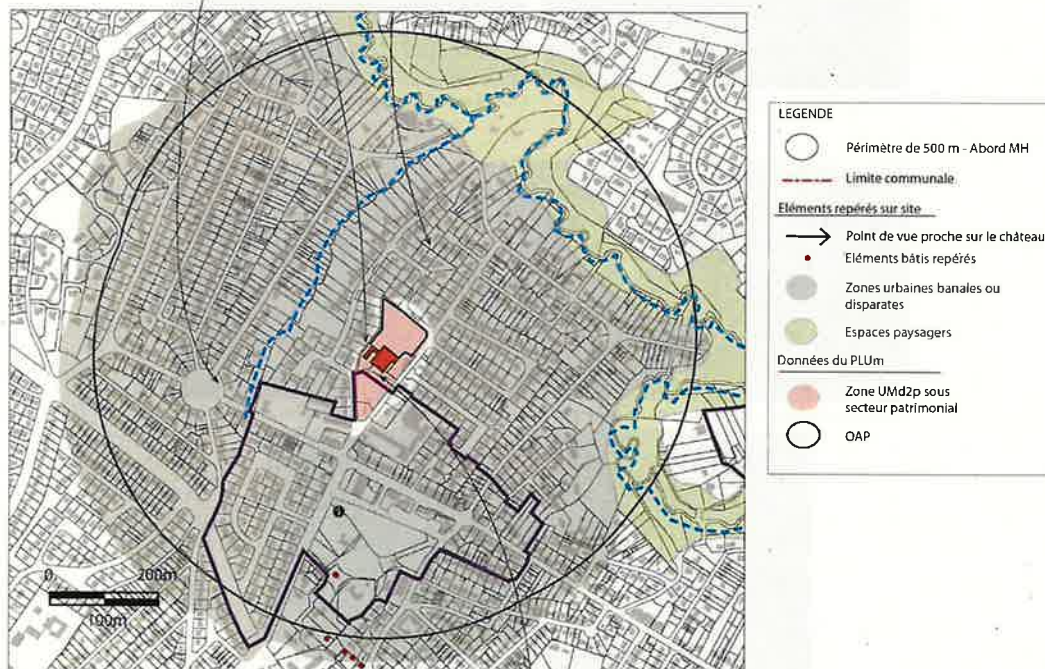 LEGENDE
Périmètre de 500 m - Abord MH
Limite communale
Eléments repérés sur site
Point de vue proche sur le château
Eléments bâtis repérés
Zones urbaines banales ou
disparates
Espaces paysagers
Données du PLUm
Zone UMd2p sous
secteur patrimonial
OAP
0 200m
100m